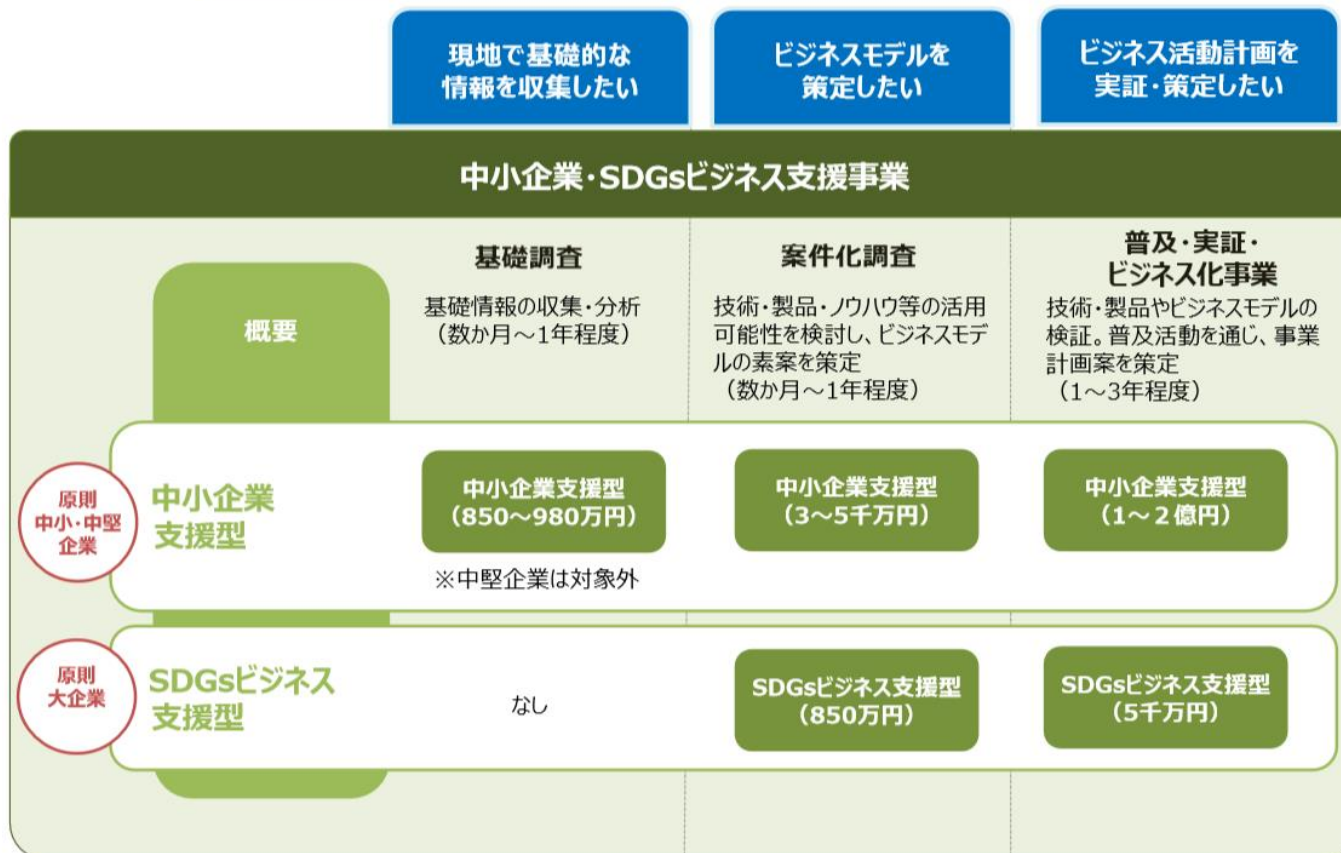 現地で基礎的な
情報を収集したい
ビジネスモデルを
策定したい
ビジネス活動計画を
実証・策定したい
中小企業・SDGsビジネス支援事業
概要
基礎調査
基礎情報の収集・分析
（数か月～1年程度）
案件化調査
技術・製品・ノウハウ等の活用
可能性を検討し、ビジネスモデ
ルの素案を策定
（数か月～1年程度）
普及・実証・
ビジネス化事業
技術・製品やビジネスモデルの
検証。普及活動を通じ、事業
計画案を策定
（1～3年程度）
原則
中小・中堅
企業
中小企業
支援型
中小企業支援型
（850～980万円）
※中堅企業は対象外
中小企業支援型
（3～5千万円）
中小企業支援型
（1～２億円）
原則
大企業
SDGsビジネス
支援型
なし
SDGsビジネス支援型
（850万円）
SDGsビジネス支援型
（5千万円）